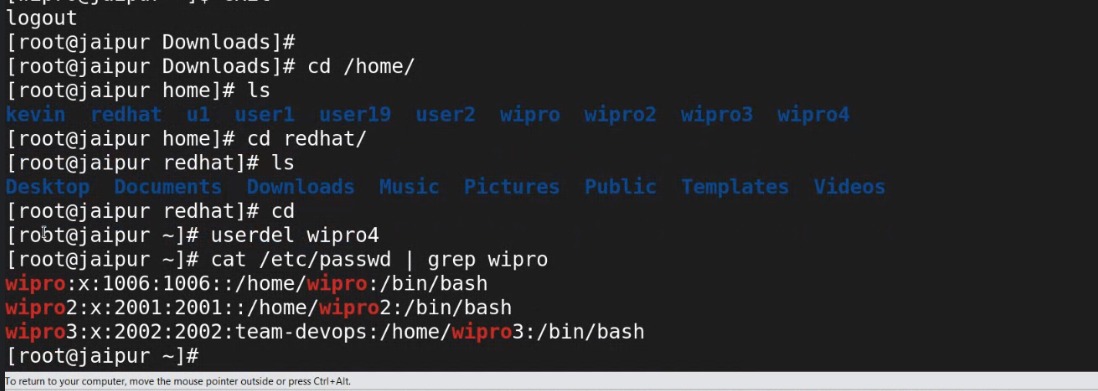 logout
[root@jaipur Downloads]#
[root@jaipur Downloads]# cd /home/
[root@jaipur home]# ls
kevin  redhat  u1  user1  user19  user2  wipro  wipro2  wipro3  wipro4
[root@jaipur home]# cd redhat/
[root@jaipur redhat]# ls
Desktop  Documents  Downloads  Music  Pictures  Public  Templates  Videos
[root@jaipur redhat]# cd
[root@jaipur ~]# userdel wipro4
[root@jaipur ~]# cat /etc/passwd | grep wipro
wipro:x:1006:1006::/home/wipro:/bin/bash
wipro2:x:2001:2001::/home/wipro2:/bin/bash
wipro3:x:2002:2002:team-devops:/home/wipro3:/bin/bash
[root@jaipur ~]#
To return to your computer, move the mouse pointer outside or press Ctrl+Alt.